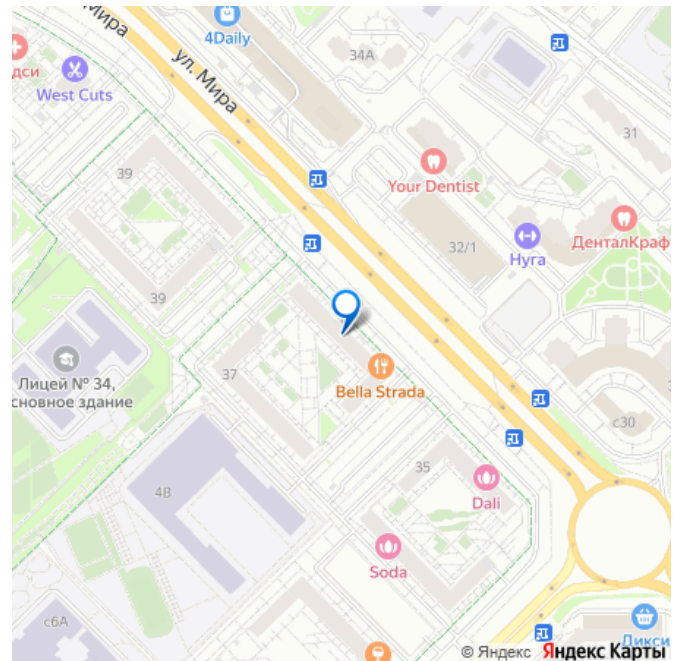 Мира
4Daily
ул. Мира
34А
дси
West Cuts
31
39
Your Dentist
32/1
Нуга
ДенталКраф
39
Лицей № 34,
сновное здание
37
Bella Strada
с30
35
4В
Dali
Soda
с6А
Дикси
© Яндекс Яндекс Карты